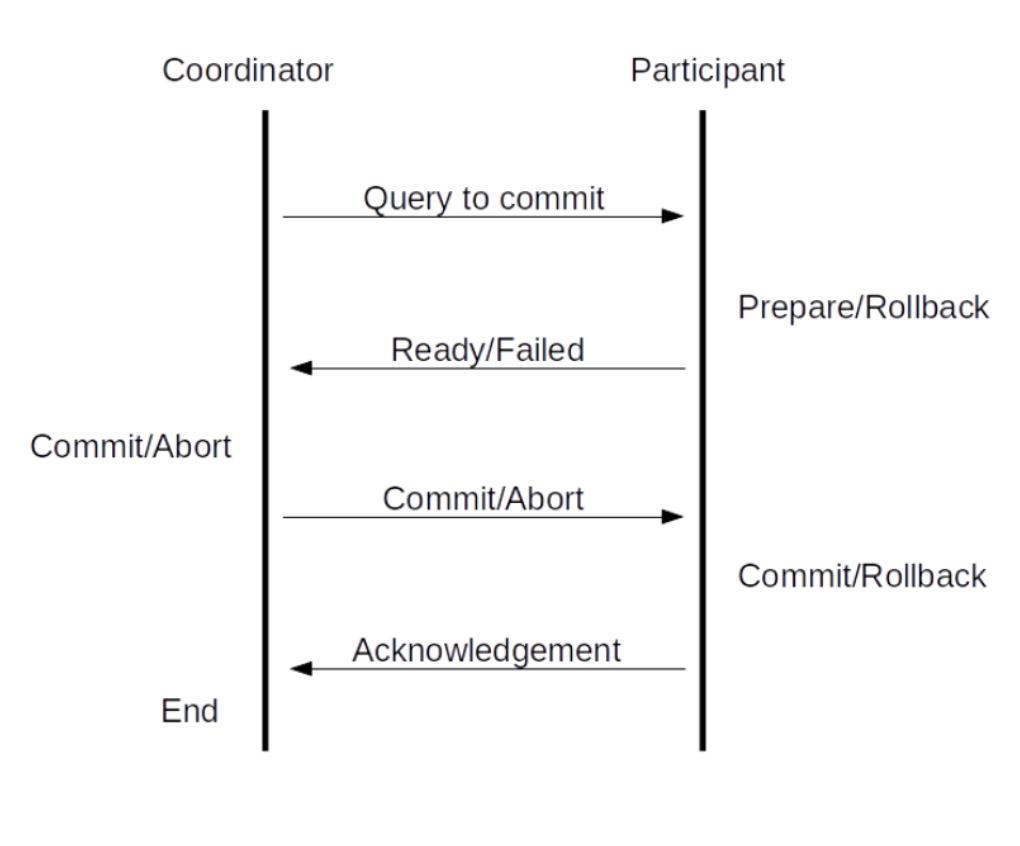 Coordinator
Participant
Query to commit
Prepare/Rollback
Ready/Failed
Commit/Abort
Commit/Abort
Commit/Rollback
Acknowledgement
End